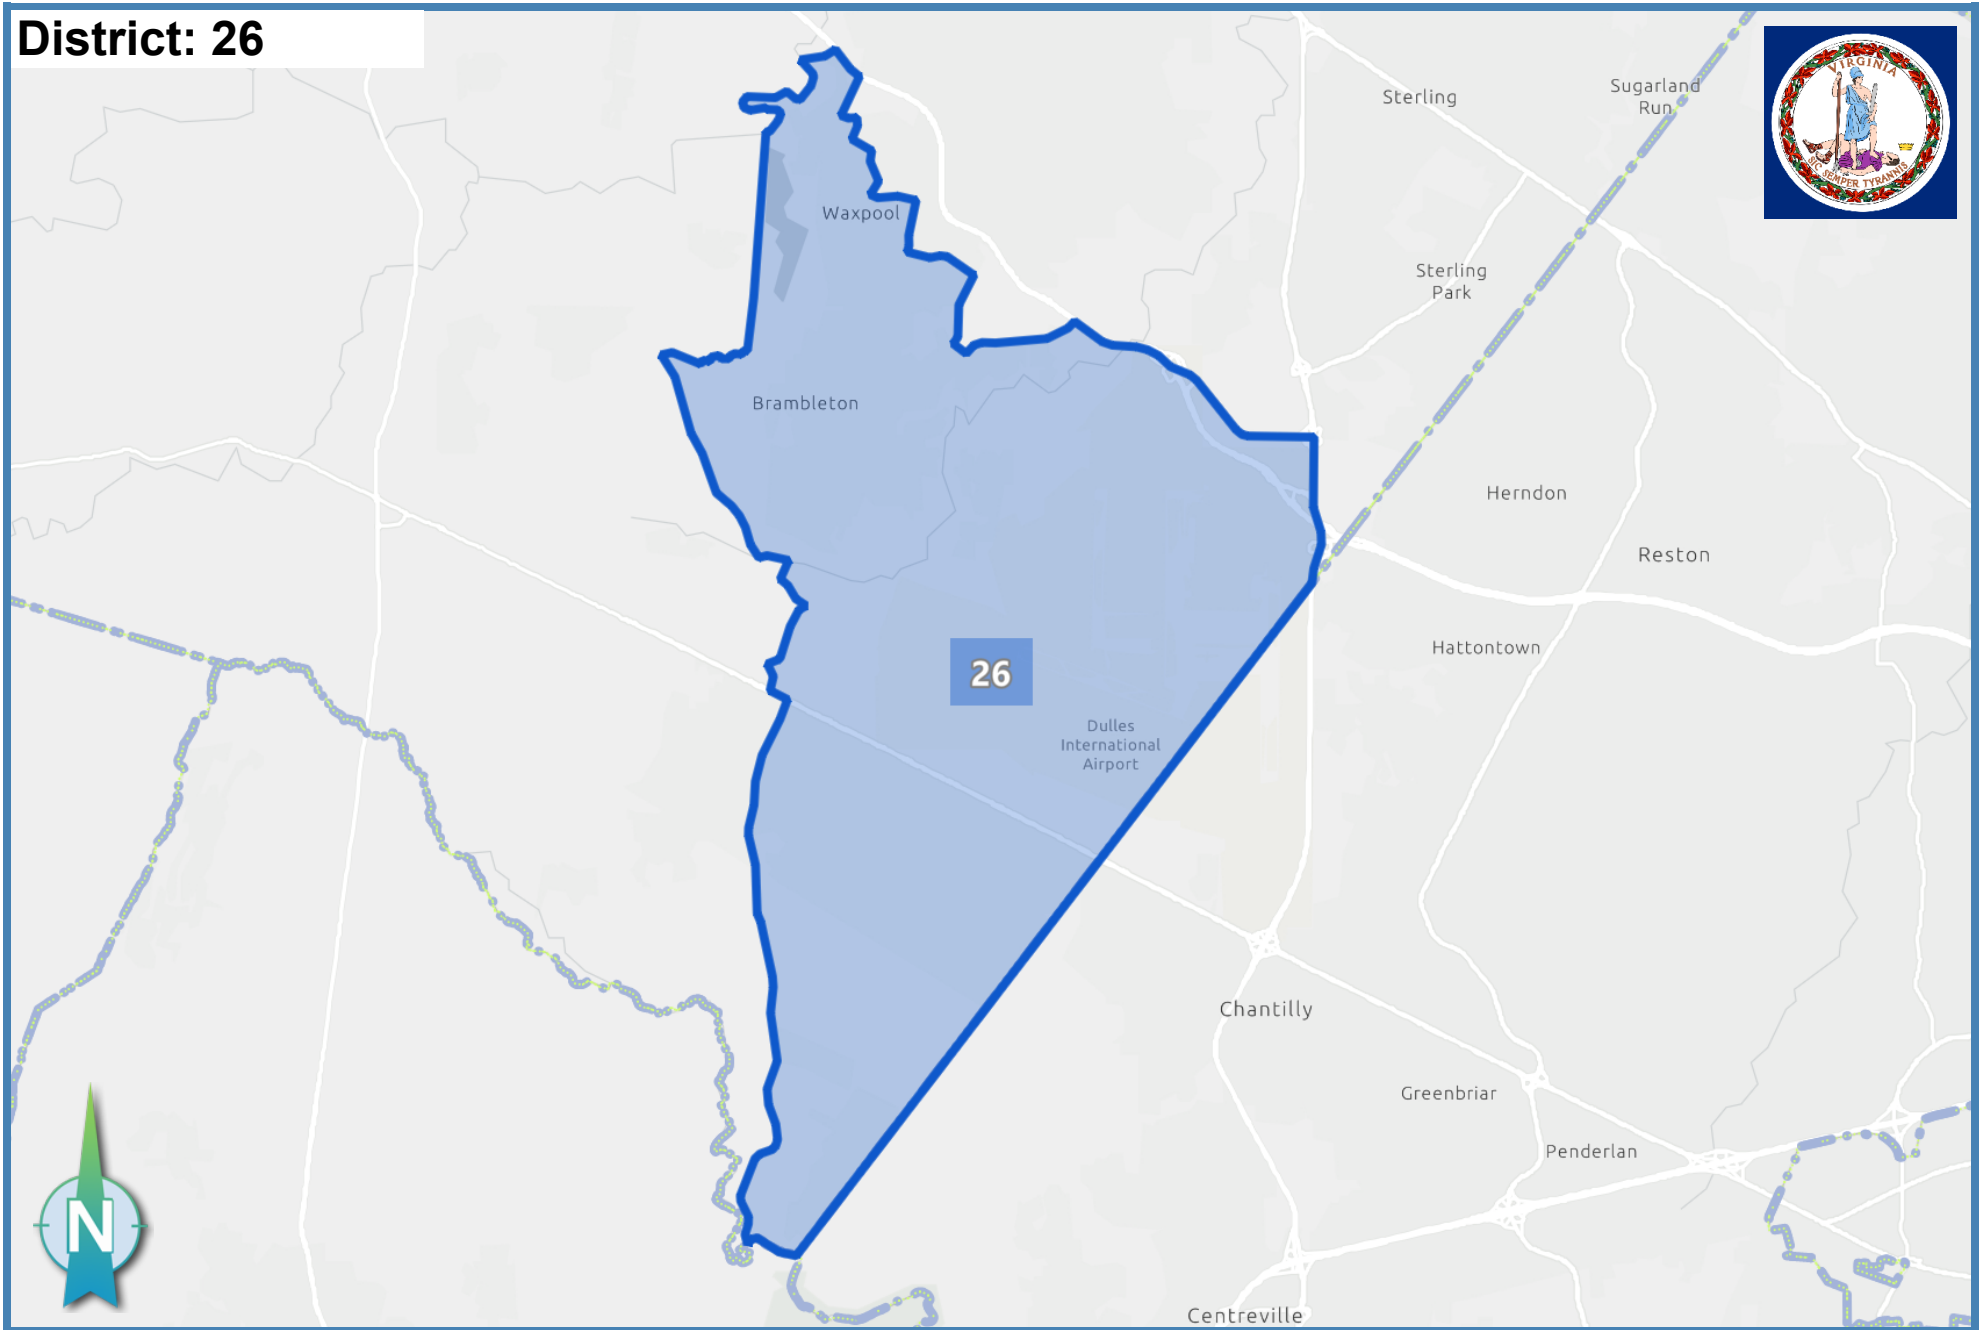 District: 26
VIRGINIA
SIC SEMPER TYRANNIS
Sugarland
Run
Sterling
Waxpool
Sterling
Park
Brambleton
Herndon
Reston
Hattontown
26
Dulles
International
Airport
Chantilly
Greenbriar
Penderlan
N
Centreville